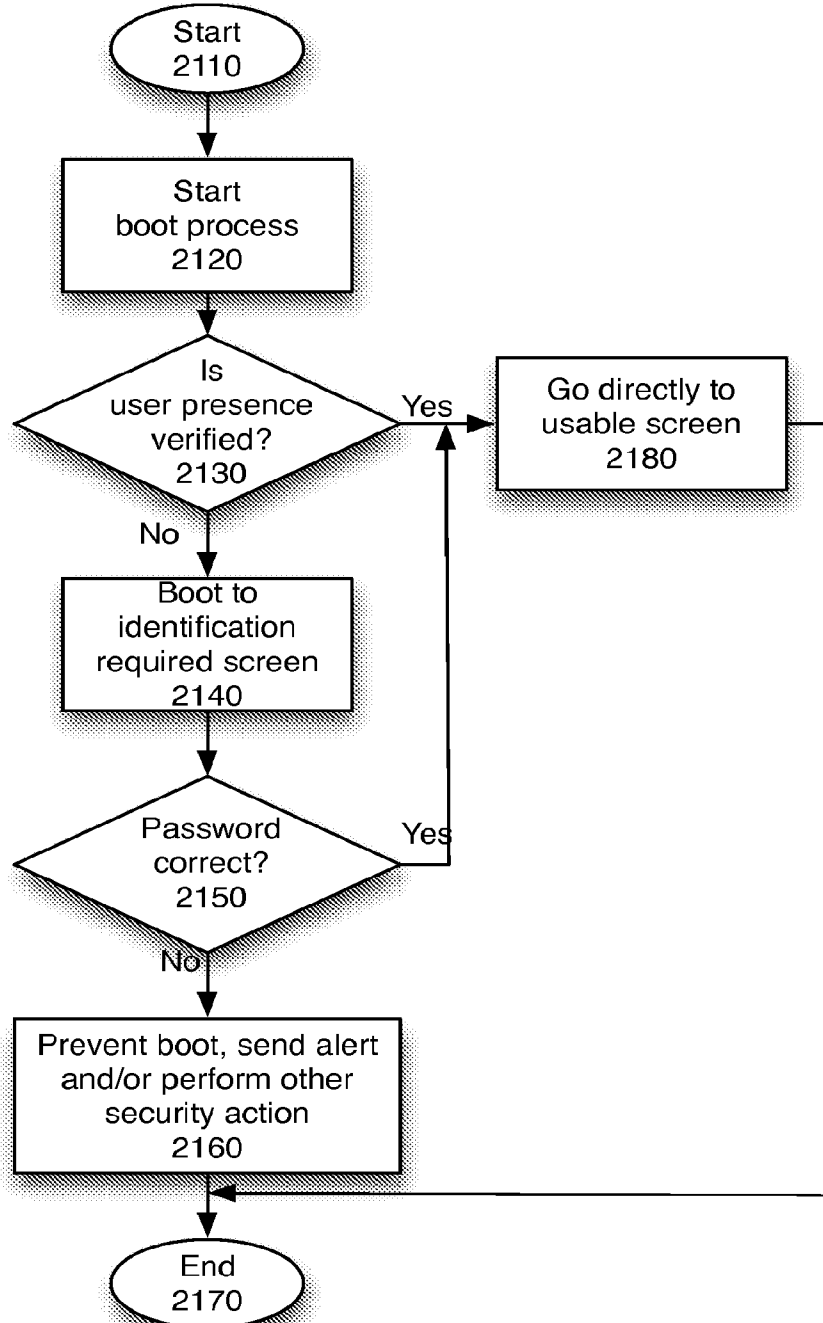 Start
2110
Start
boot process
2120
Is
user presence
verified?
2130
Yes
Go directly to
usable screen
2180
No
Boot to
identification
required screen
2140
Password
correct?
2150
Yes
No
Prevent boot, send alert
and/or perform other
security action
2160
End
2170